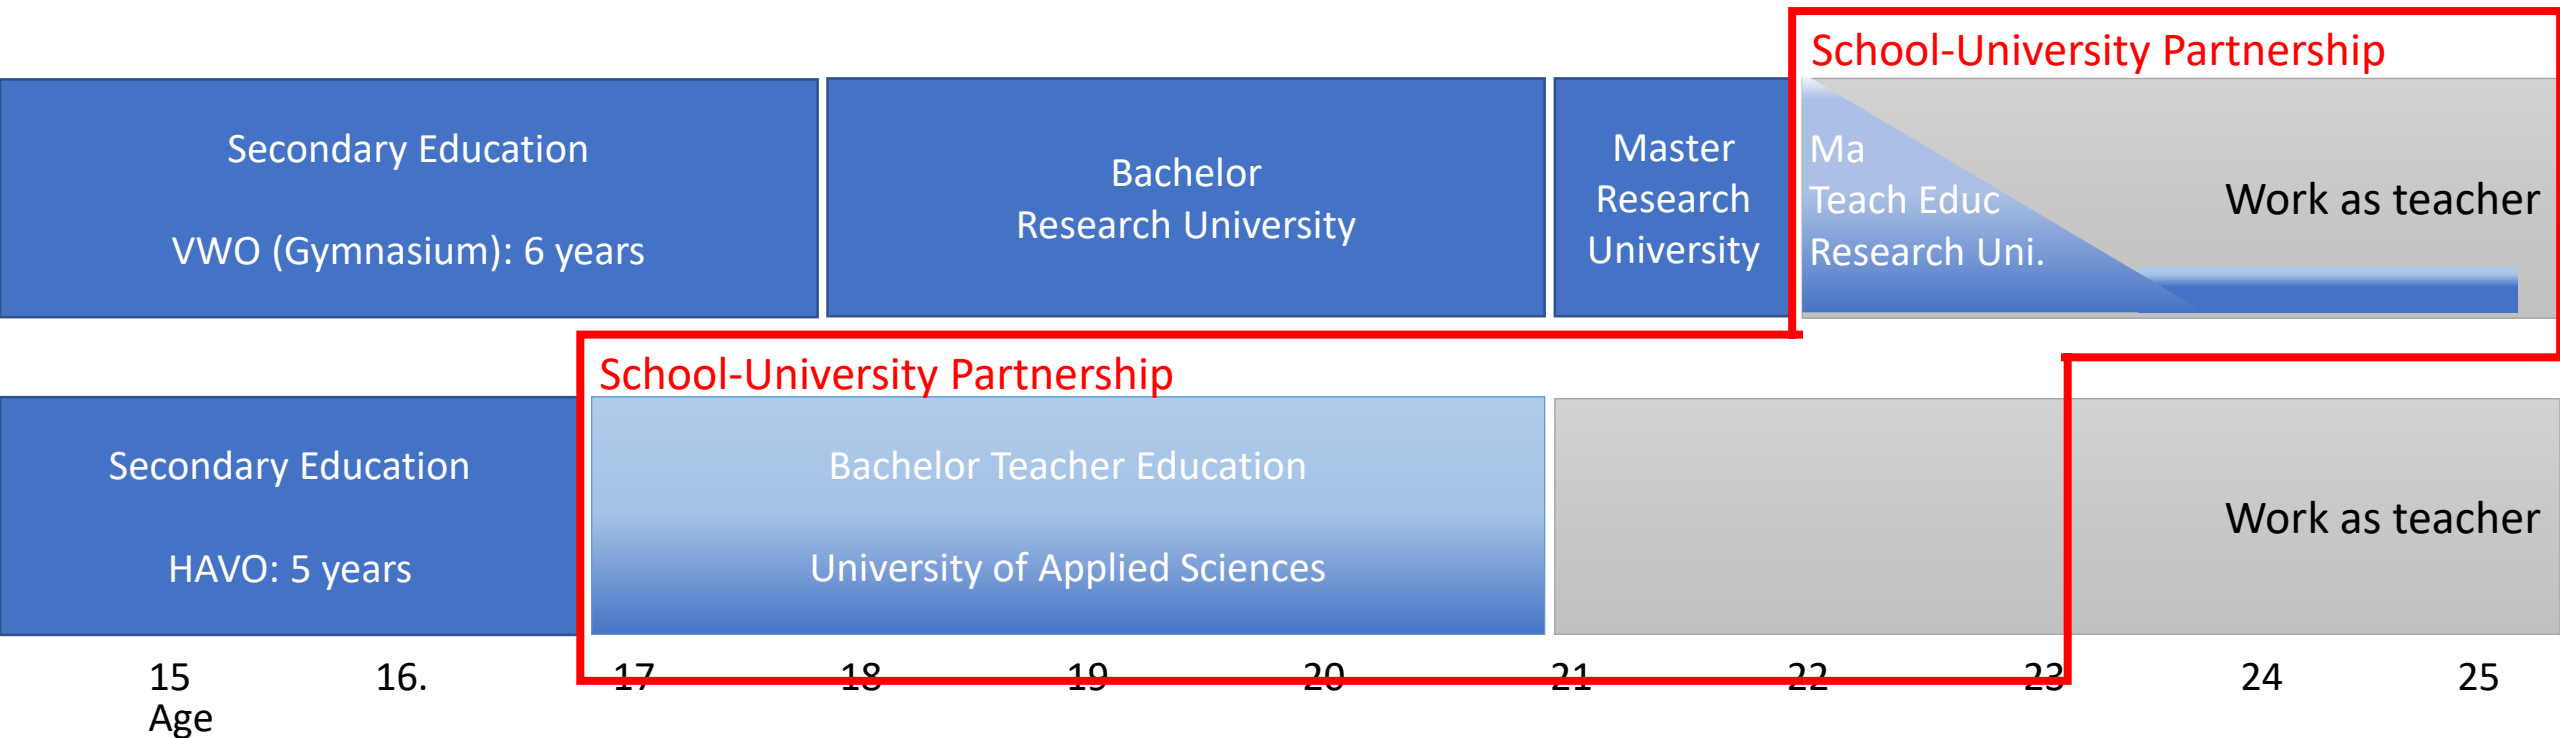 School-University Partnership
Secondary Education
VWO (Gymnasium): 6 years
Bachelor
Research University
Master
Research
University
Ma
Teach Educ
Research Uni.
Work as teacher
School-University Partnership
Secondary Education
HAVO: 5 years
Bachelor Teacher Education
University of Applied Sciences
Work as teacher
15 16. 17 18 19 20 21 22 23 24 25
Age